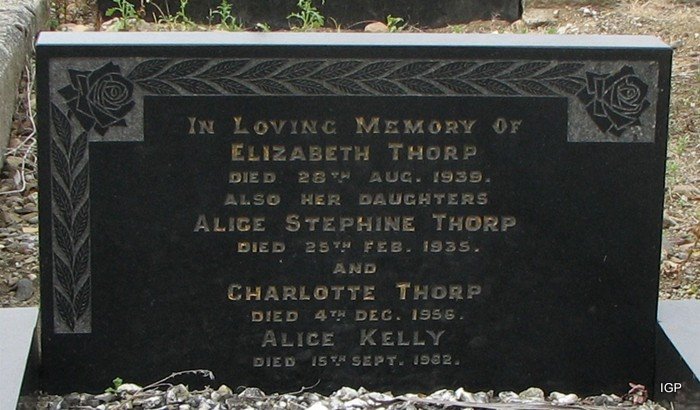 IN LOVING MEMORY OF
ELIZABETH THORP
DIED 28TH AUG. 1939.
ALSO HER DAUGHTERS
ALICE STEPHINE THORP
DIED 25TH FEB. 1935.
AND
CHARLOTTE THORP
DIED 4TH DEC. 1956.
ALICE KELLY
DIED 15TH SEPT. 1962.
IGP